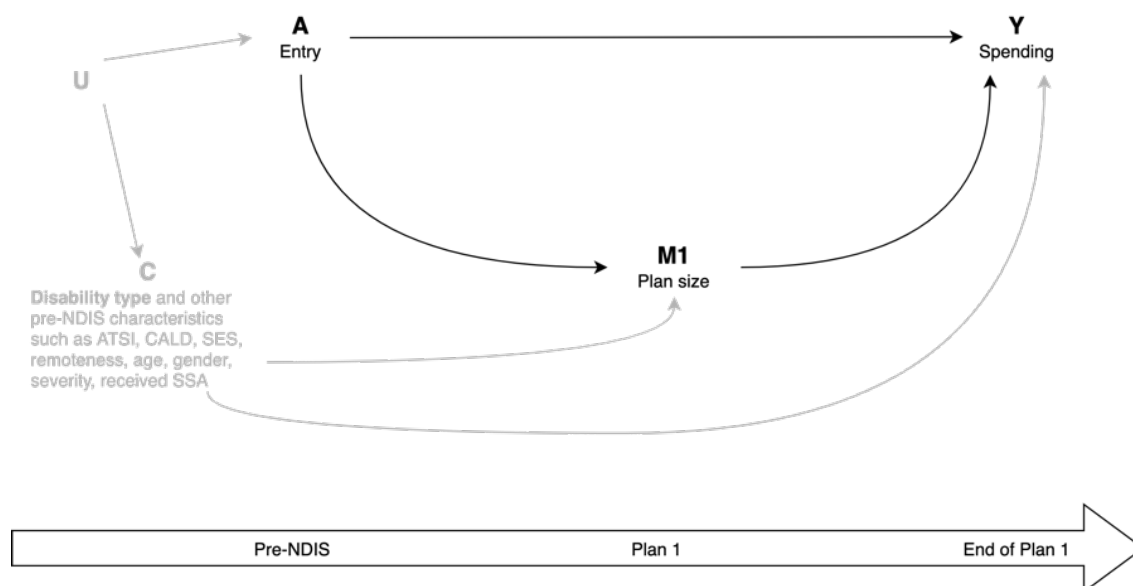 A
Entry
Y
Spending
U
M1
Plan size
C
Disability type and other
pre-NDIS characteristics
such as ATSI, CALD, SES,
remoteness, age, gender,
severity, received SSA
Pre-NDIS
Plan 1
End of Plan 1